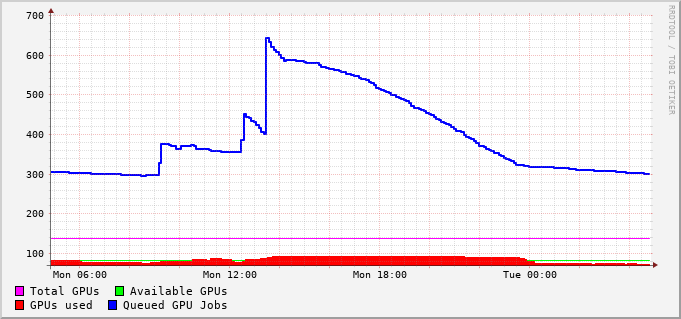 700
600
500
400
300
200
100
Mon 06:00 Mon 12:00 Mon 18:00 Tue 00:00
Total GPUs Available GPUs
GPUs used Queued GPU Jobs
RRDTOOL / TOBI OETIKER